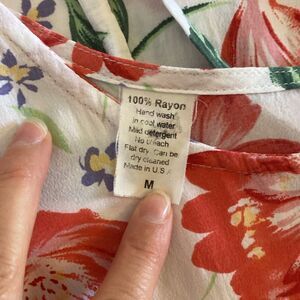 100% Rayon
Hand wash
in cool water
Mild detergent
No bleach
Flat dry. Can be
dry cleaned
Made in U.S.A
M